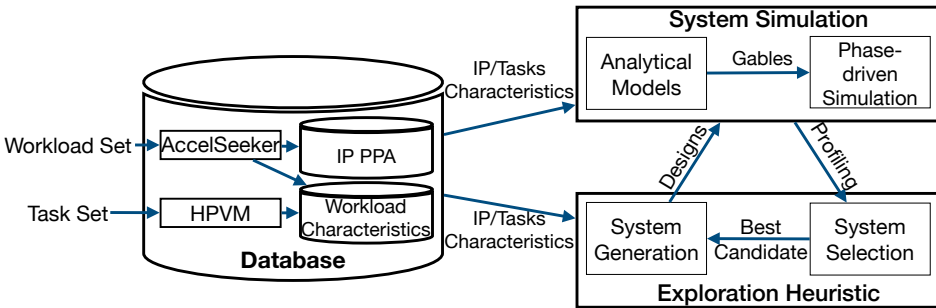 System Simulation
Analytical
Models
Gables
Phase-
driven
Simulation
IP/Tasks
Characteristics
Workload Set
AccelSeeker
IP PPA
Task Set
HPVM
Workload
Characteristics
Database
IP/Tasks
Characteristics
Designs
Profiling
System
Generation
Best
Candidate
System
Selection
Exploration Heuristic